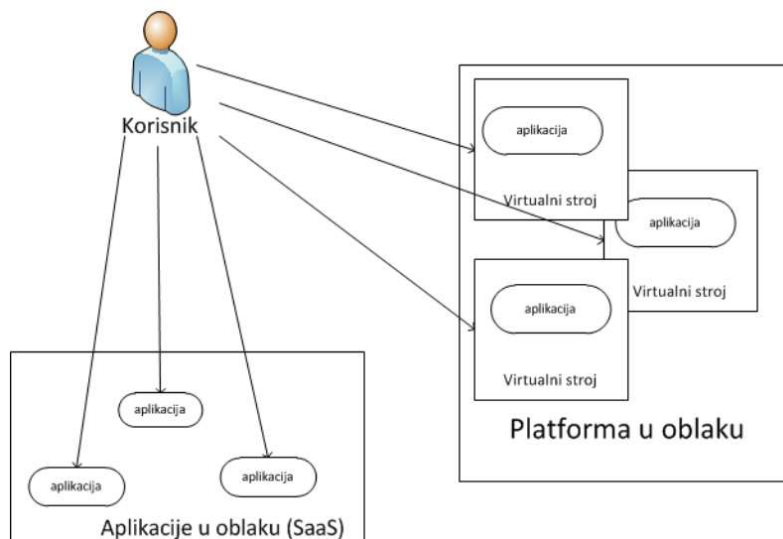 Korisnik
aplikacija
Virtualni stroj
aplikacija
Virtualni stroj
aplikacija
Virtualni stroj
Platforma u oblaku
aplikacija
aplikacija
aplikacija
Aplikacije u oblaku (SaaS)